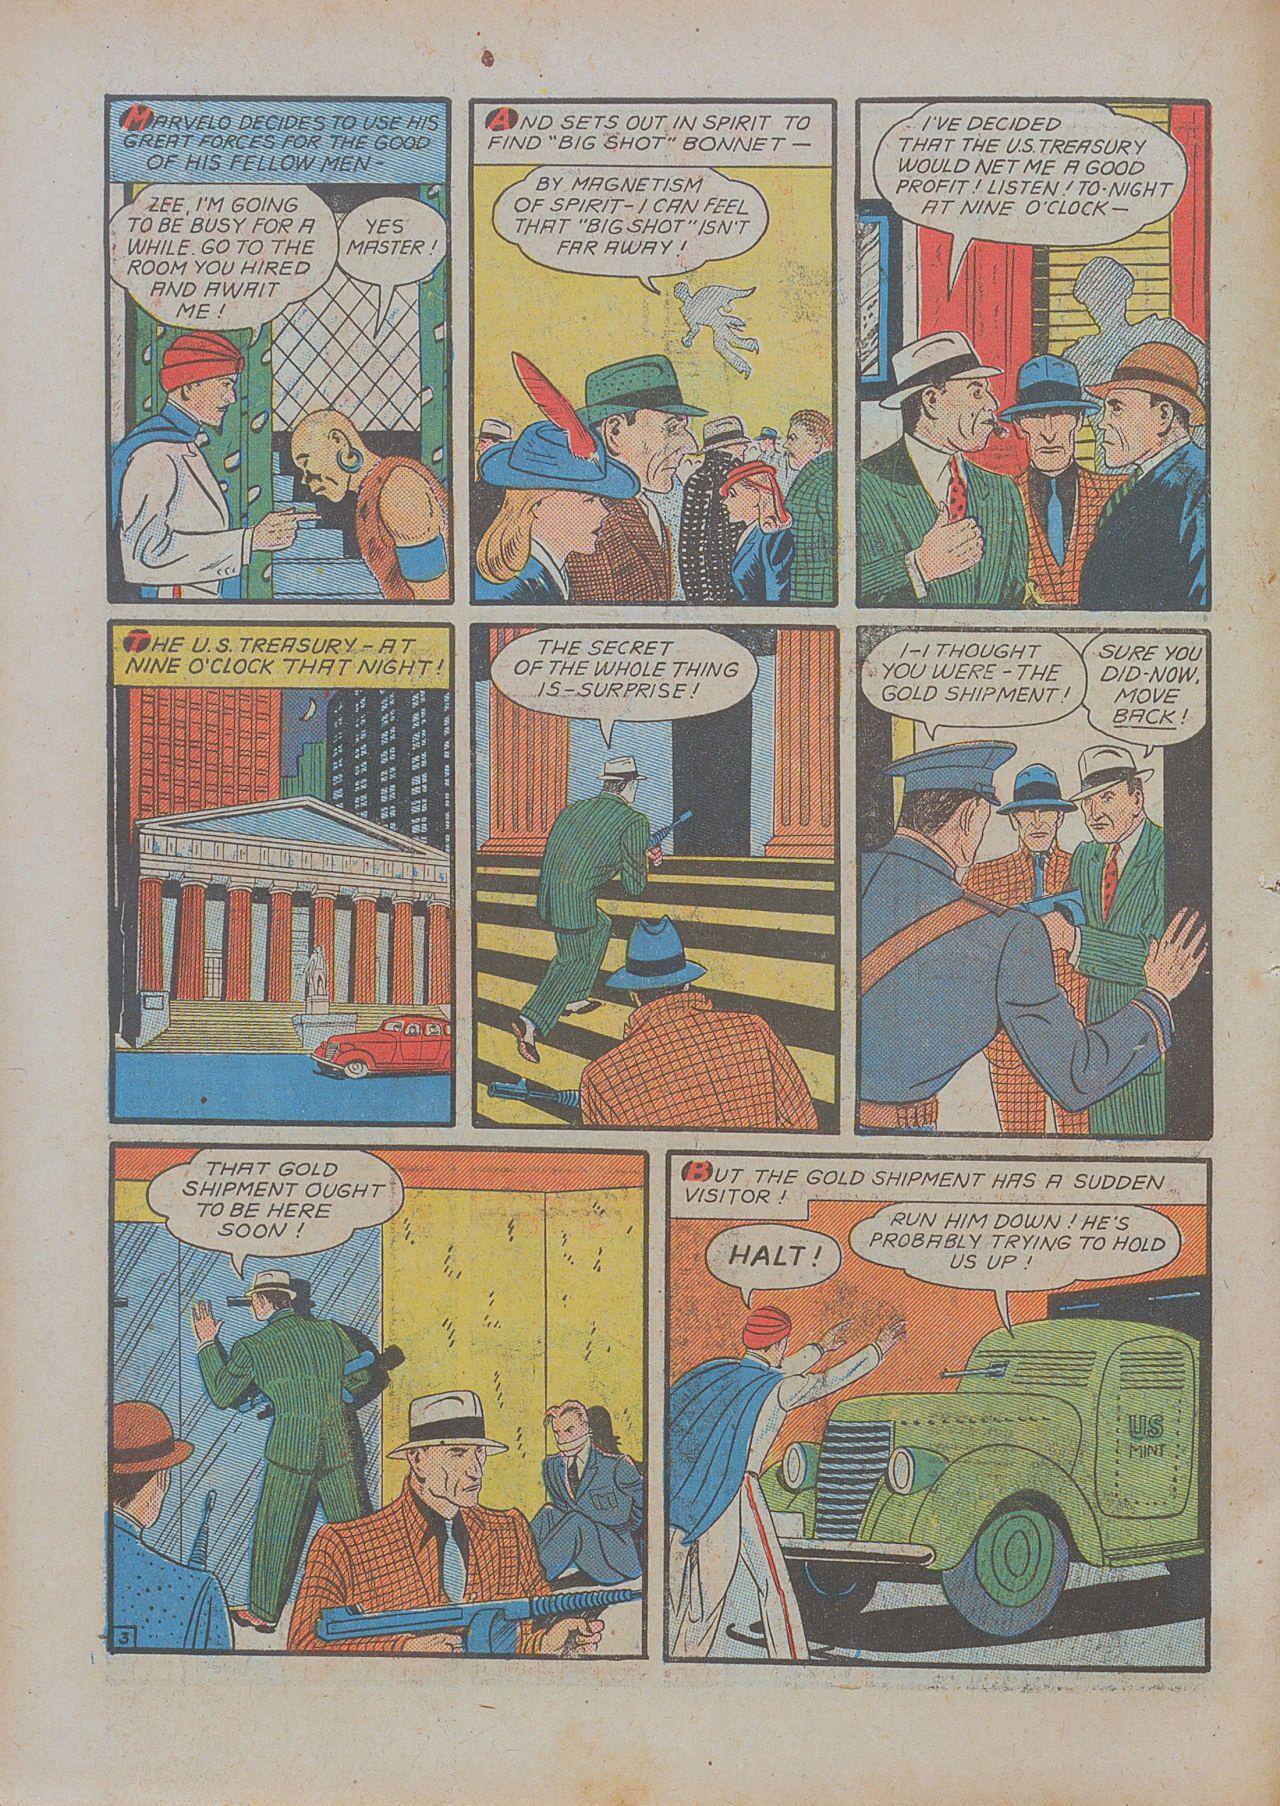 MARVELO DECIDES TO USE HIS
GREAT FORCES FOR THE GOOD
OF HIS FELLOW MEN -
ZEE, I'M GOING
TO BE BUSY FOR A
WHILE. GO TO THE
ROOM YOU HIRED
AND AWAIT
ME!
YES
MASTER!
AND SETS OUT IN SPIRIT TO
FIND "BIG SHOT" BONNET —
BY MAGNETISM
OF SPIRIT - I CAN FEEL
THAT "BIG SHOT" ISN'T
FAR AWAY!
I'VE DECIDED
THAT THE U.S. TREASURY
WOULD NET ME A GOOD
PROFIT! LISTEN! TO-NIGHT
AT NINE O'CLOCK —
THE U.S. TREASURY - AT
NINE O'CLOCK THAT NIGHT!
THE SECRET
OF THE WHOLE THING
IS - SURPRISE!
I-I THOUGHT
YOU WERE - THE
GOLD SHIPMENT!
SURE YOU
DID - NOW,
MOVE
BACK!
THAT GOLD
SHIPMENT OUGHT
TO BE HERE
SOON!
3
BUT THE GOLD SHIPMENT HAS A SUDDEN
VISITOR!
HALT!
RUN HIM DOWN! HE'S
PROBABLY TRYING TO HOLD
US UP!
US
MINT